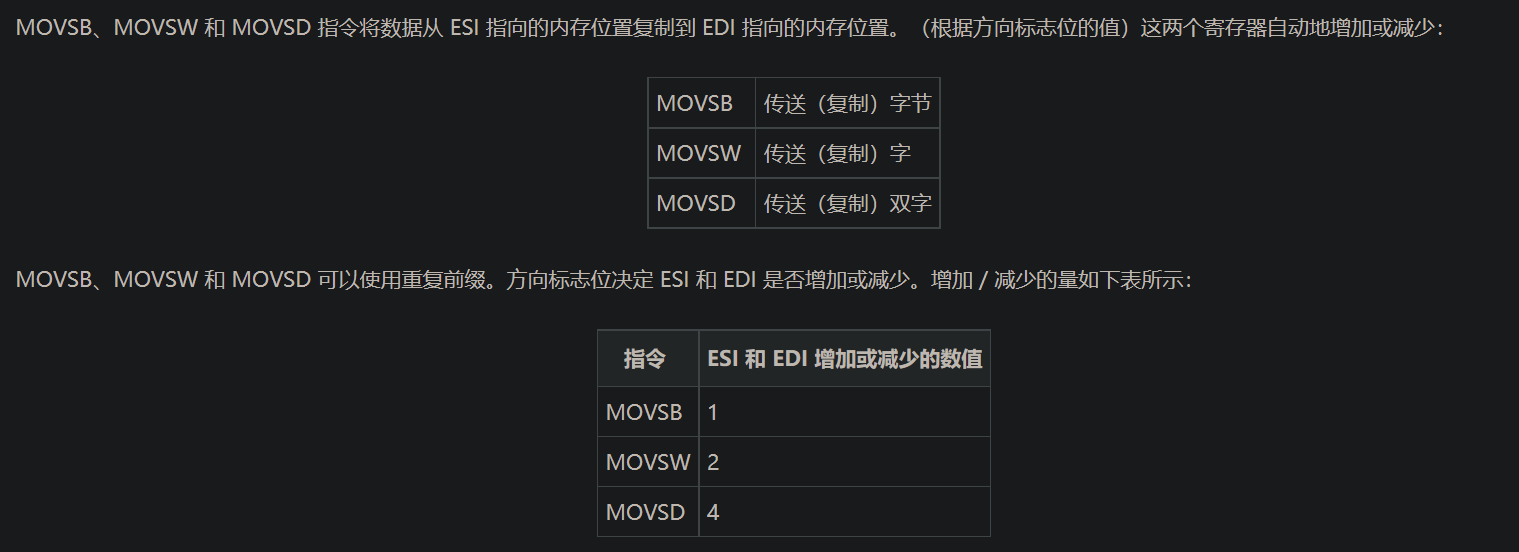 MOVSB、MOVSW 和 MOVSD 指令将数据从 ESI 指向的内存位置复制到 EDI 指向的内存位置。（根据方向标志位的值）这两个寄存器自动地增加或减少：
MOVSB 传送（复制）字节
MOVSW 传送（复制）字
MOVSD 传送（复制）双字
MOVSB、MOVSW 和 MOVSD 可以使用重复前缀。方向标志位决定 ESI 和 EDI 是否增加或减少。增加 / 减少的量如下表所示：
指令 ESI 和 EDI 增加或减少的数值
MOVSB 1
MOVSW 2
MOVSD 4